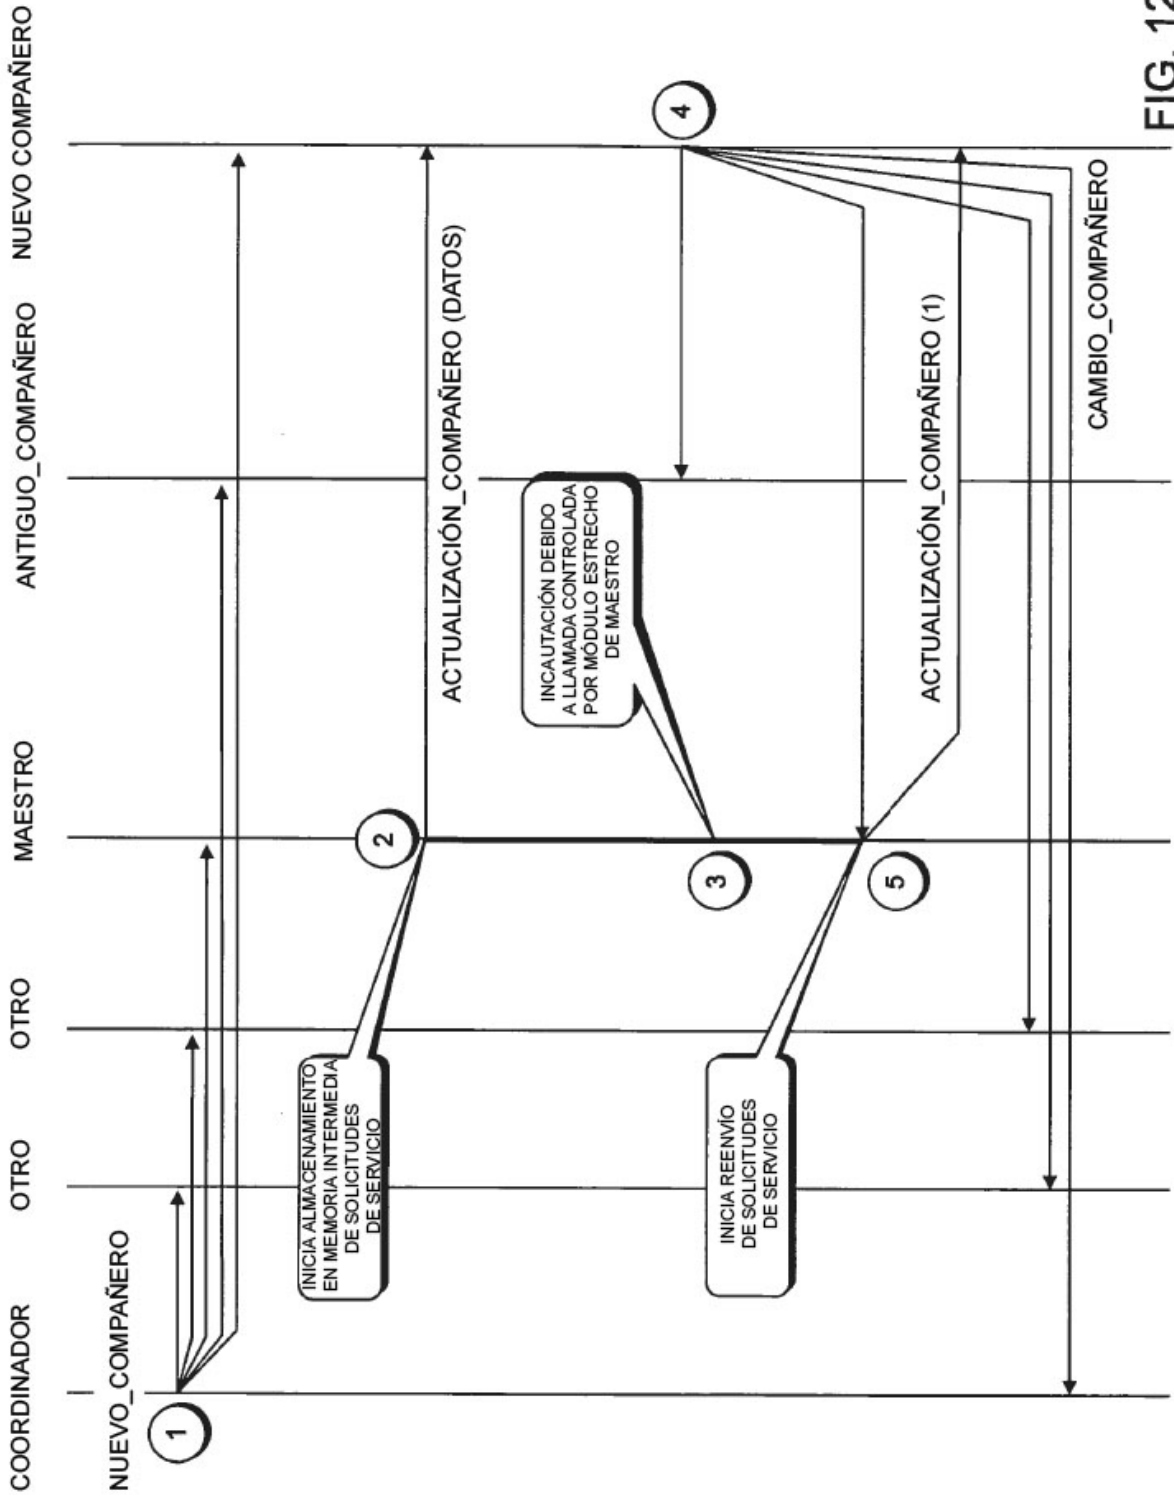 COORDINADOR
OTRO
OTRO
MAESTRO
ANTIGUO_COMPAÑERO
NUEVO COMPAÑERO
NUEVO_COMPAÑERO
1
2
INICIA ALMACENAMIENTO
EN MEMORIA INTERMEDIA
DE SOLICITUDES
DE SERVICIO
ACTUALIZACIÓN_COMPAÑERO (DATOS)
INCAUTACIÓN DEBIDO
A LLAMADA CONTROLADA
POR MÓDULO ESTRECHO
DE MAESTRO
3
4
INICIA REENVÍO
DE SOLICITUDES
DE SERVICIO
5
ACTUALIZACIÓN_COMPAÑERO (1)
CAMBIO_COMPAÑERO
FIG. 12